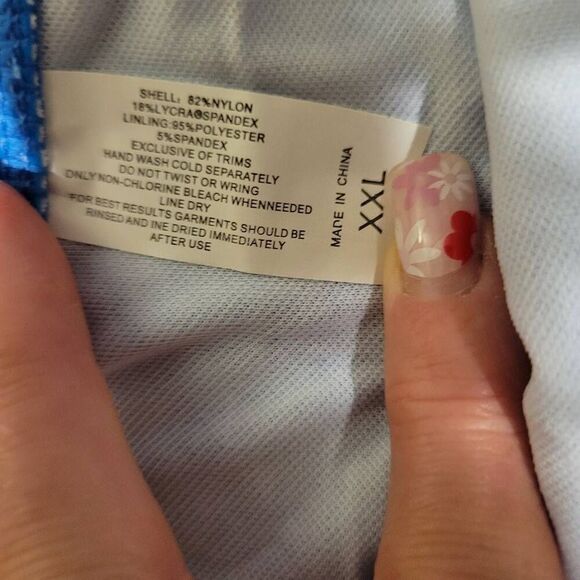 SHELL: 82%NYLON
18%LYCRA®SPANDEX
LINLING:95%POLYESTER
5%SPANDEX
EXCLUSIVE OF TRIMS
HAND WASH COLD SEPARATELY
DO NOT TWIST OR WRING
ONLY NON-CHLORINE BLEACH WHENNEEDED
LINE DRY
FOR BEST RESULTS GARMENTS SHOULD BE
RINSED AND INE DRIED IMMEDIATELY
AFTER USE
MADE IN CHINA
XXL